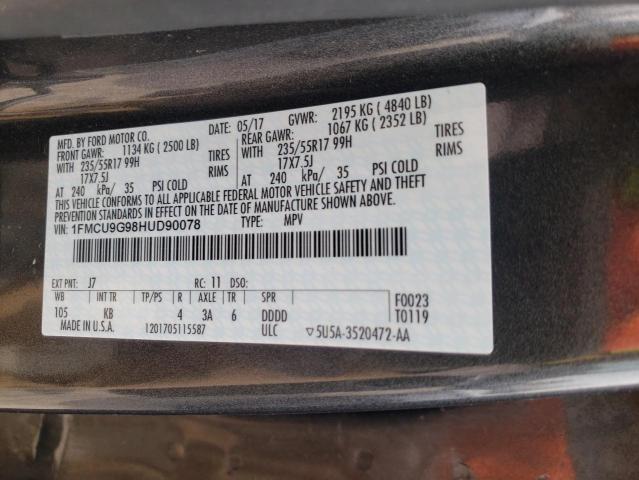 MFD. BY FORD MOTOR CO.
DATE: 05/17 GVWR: 2195 KG ( 4840 LB)
FRONT GAWR: 1134 KG ( 2500 LB) REAR GAWR: 1067 KG ( 2352 LB)
WITH 235/55R17 99H TIRES WITH 235/55R17 99H TIRES
17X7.5J RIMS 17X7.5J RIMS
AT 240 kPa/ 35 PSI COLD AT 240 kPa/ 35 PSI COLD
THIS VEHICLE CONFORMS TO ALL APPLICABLE FEDERAL MOTOR VEHICLE SAFETY AND THEFT
PREVENTION STANDARDS IN EFFECT ON THE DATE OF MANUFACTURE SHOWN ABOVE.
1FMCU9G98HUD90078 TYPE: MPV
EXT PNT: J7 RC: 11 DSO:
WB INT TR TP/PS R AXLE TR SPR F0023
105 KB 4 3A 6 DDDD T0119
MADE IN U.S.A. 1201705115587 ULC ▽5U5A-3520472-AA